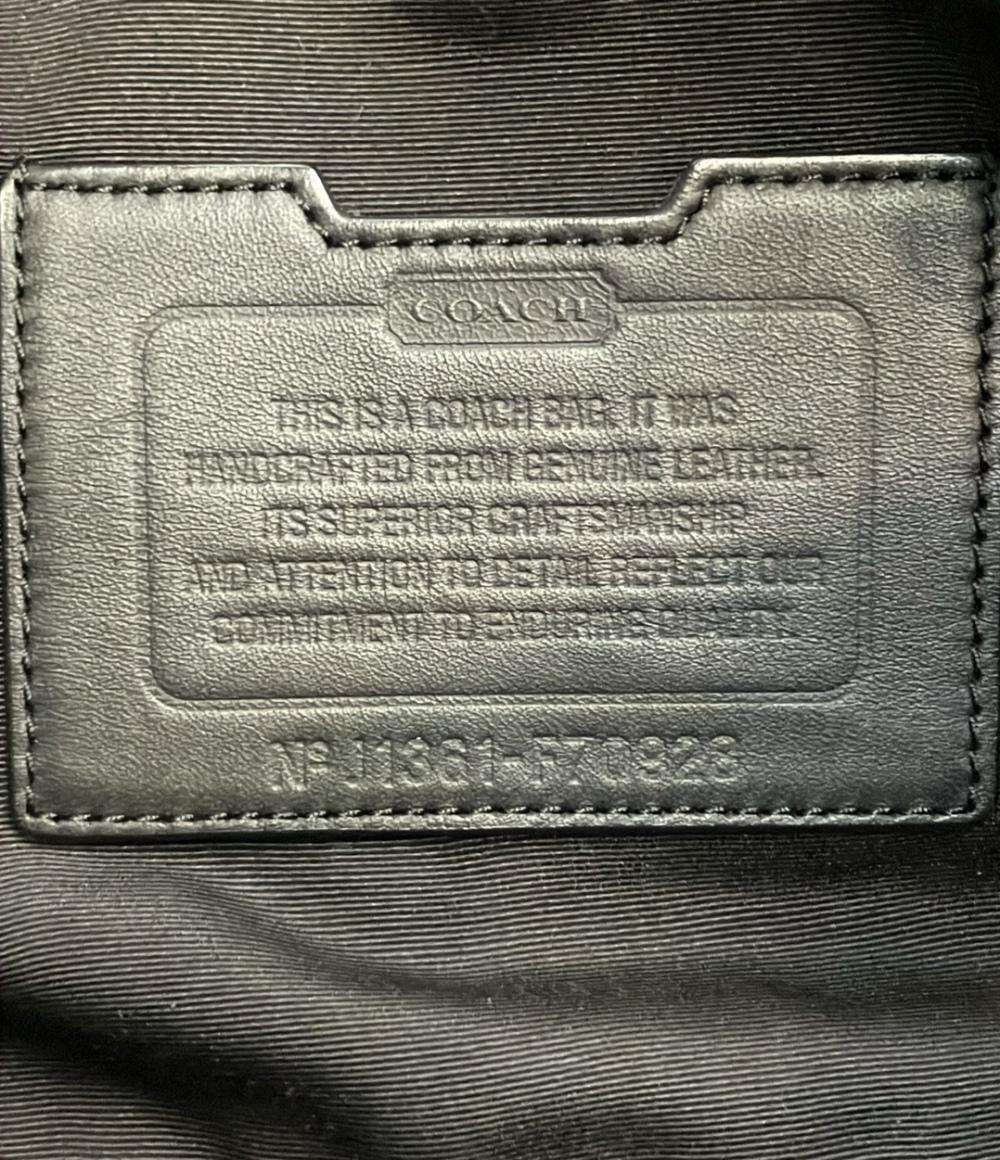 COACH
THIS IS A COACH BAG. IT WAS
HANDCRAFTED FROM GENUINE LEATHER.
ITS SUPERIOR CRAFTSMANSHIP
AND ATTENTION TO DETAIL REFLECT OUR
COMMITMENT TO ENDURING QUALITY.
Nº J1361-F70323